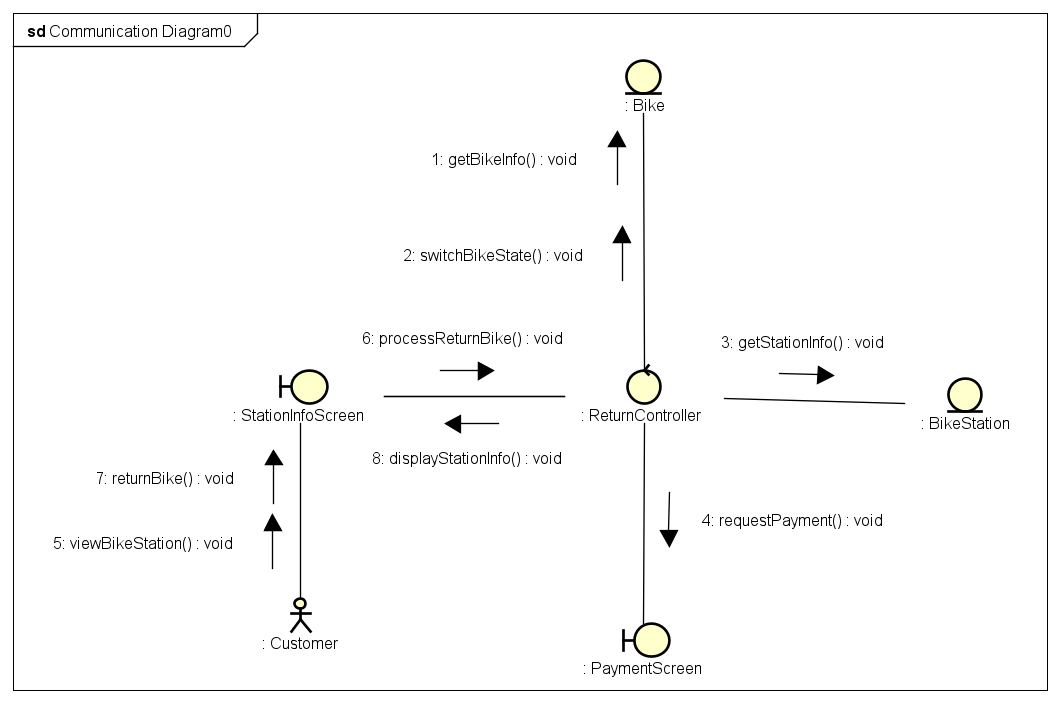 sd Communication Diagram0
: Bike
1: getBikeInfo() : void
2: switchBikeState() : void
6: processReturnBike() : void
3: getStationInfo() : void
: StationInfoScreen
: ReturnController
: BikeStation
8: displayStationInfo() : void
7: returnBike() : void
4: requestPayment() : void
5: viewBikeStation() : void
: Customer
: PaymentScreen